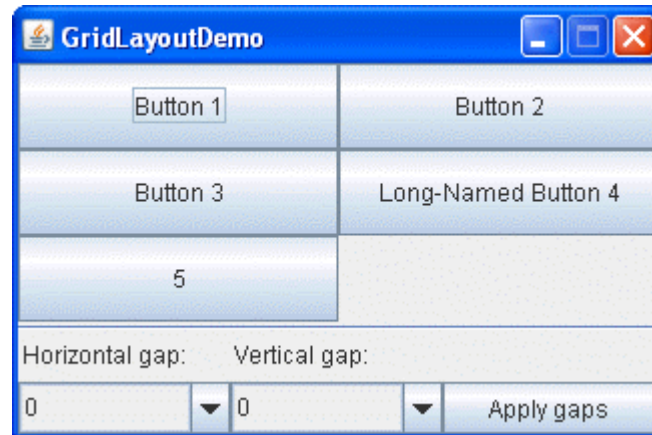 GridLayoutDemo
Button 1 Button 2
Button 3 Long-Named Button 4
5
Horizontal gap: Vertical gap:
0 0 Apply gaps